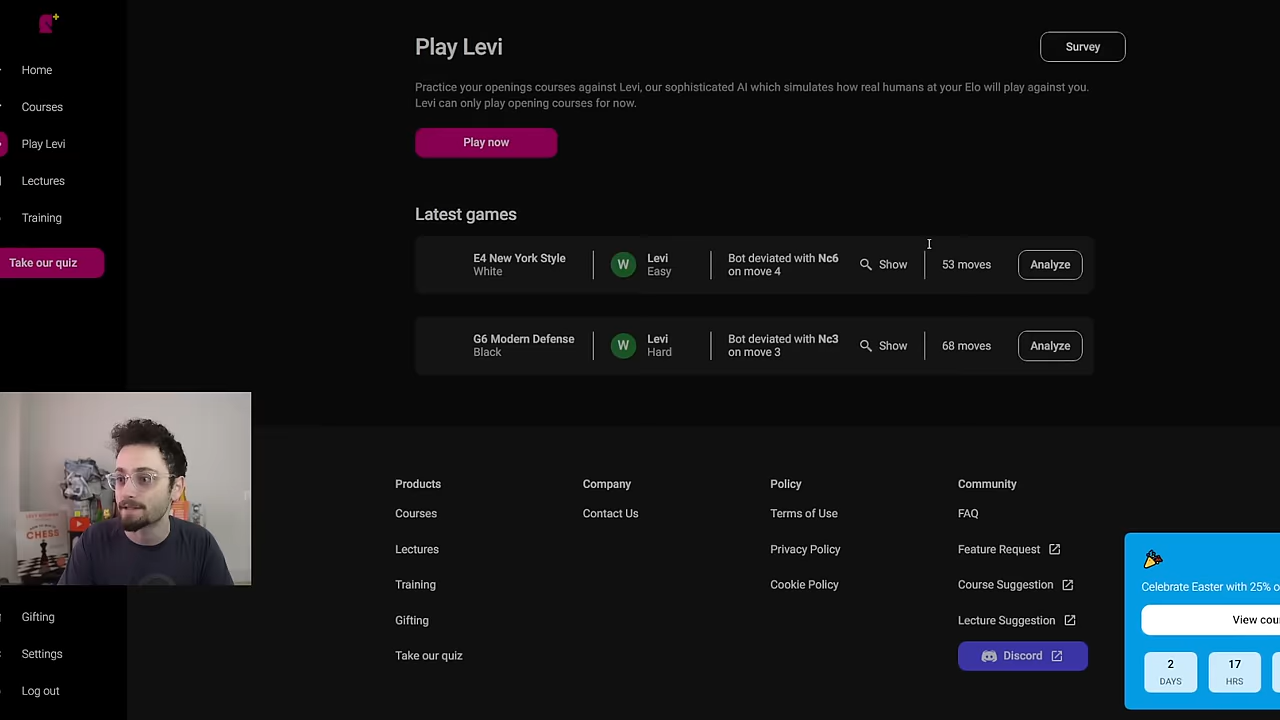 Home
Courses
Play Levi
Lectures
Training
Take our quiz
Gifting
Settings
Log out
Play Levi
Survey
Practice your openings courses against Levi, our sophisticated AI which simulates how real humans at your Elo will play against you.
Levi can only play opening courses for now.
Play now
Latest games
E4 New York Style
White
W
Levi
Easy
Bot deviated with Nc6
on move 4
Show
53 moves
Analyze
G6 Modern Defense
Black
W
Levi
Hard
Bot deviated with Nc3
on move 3
Show
68 moves
Analyze
CHESS
Products
Courses
Lectures
Training
Gifting
Take our quiz
Company
Contact Us
Policy
Terms of Use
Privacy Policy
Cookie Policy
Community
FAQ
Feature Request
Course Suggestion
Lecture Suggestion
Discord
Celebrate Easter with 25%
View
2
DAYS
17
HRS